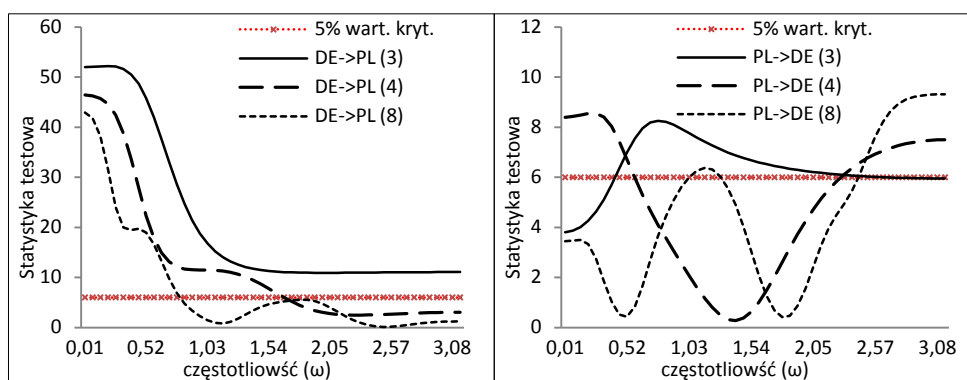 60
50
40
30
20
10
0
Statystyka testowa
5% wart. kryt.
DE->PL (3)
DE->PL (4)
DE->PL (8)
0,01 0,52 1,03 1,54 2,05 2,57 3,08
częstotliowść (ω)
12
10
8
6
4
2
0
Statystyka testowa
5% wart. kryt.
PL->DE (3)
PL->DE (4)
PL->DE (8)
0,01 0,52 1,03 1,54 2,05 2,57 3,08
częstotliowść (ω)